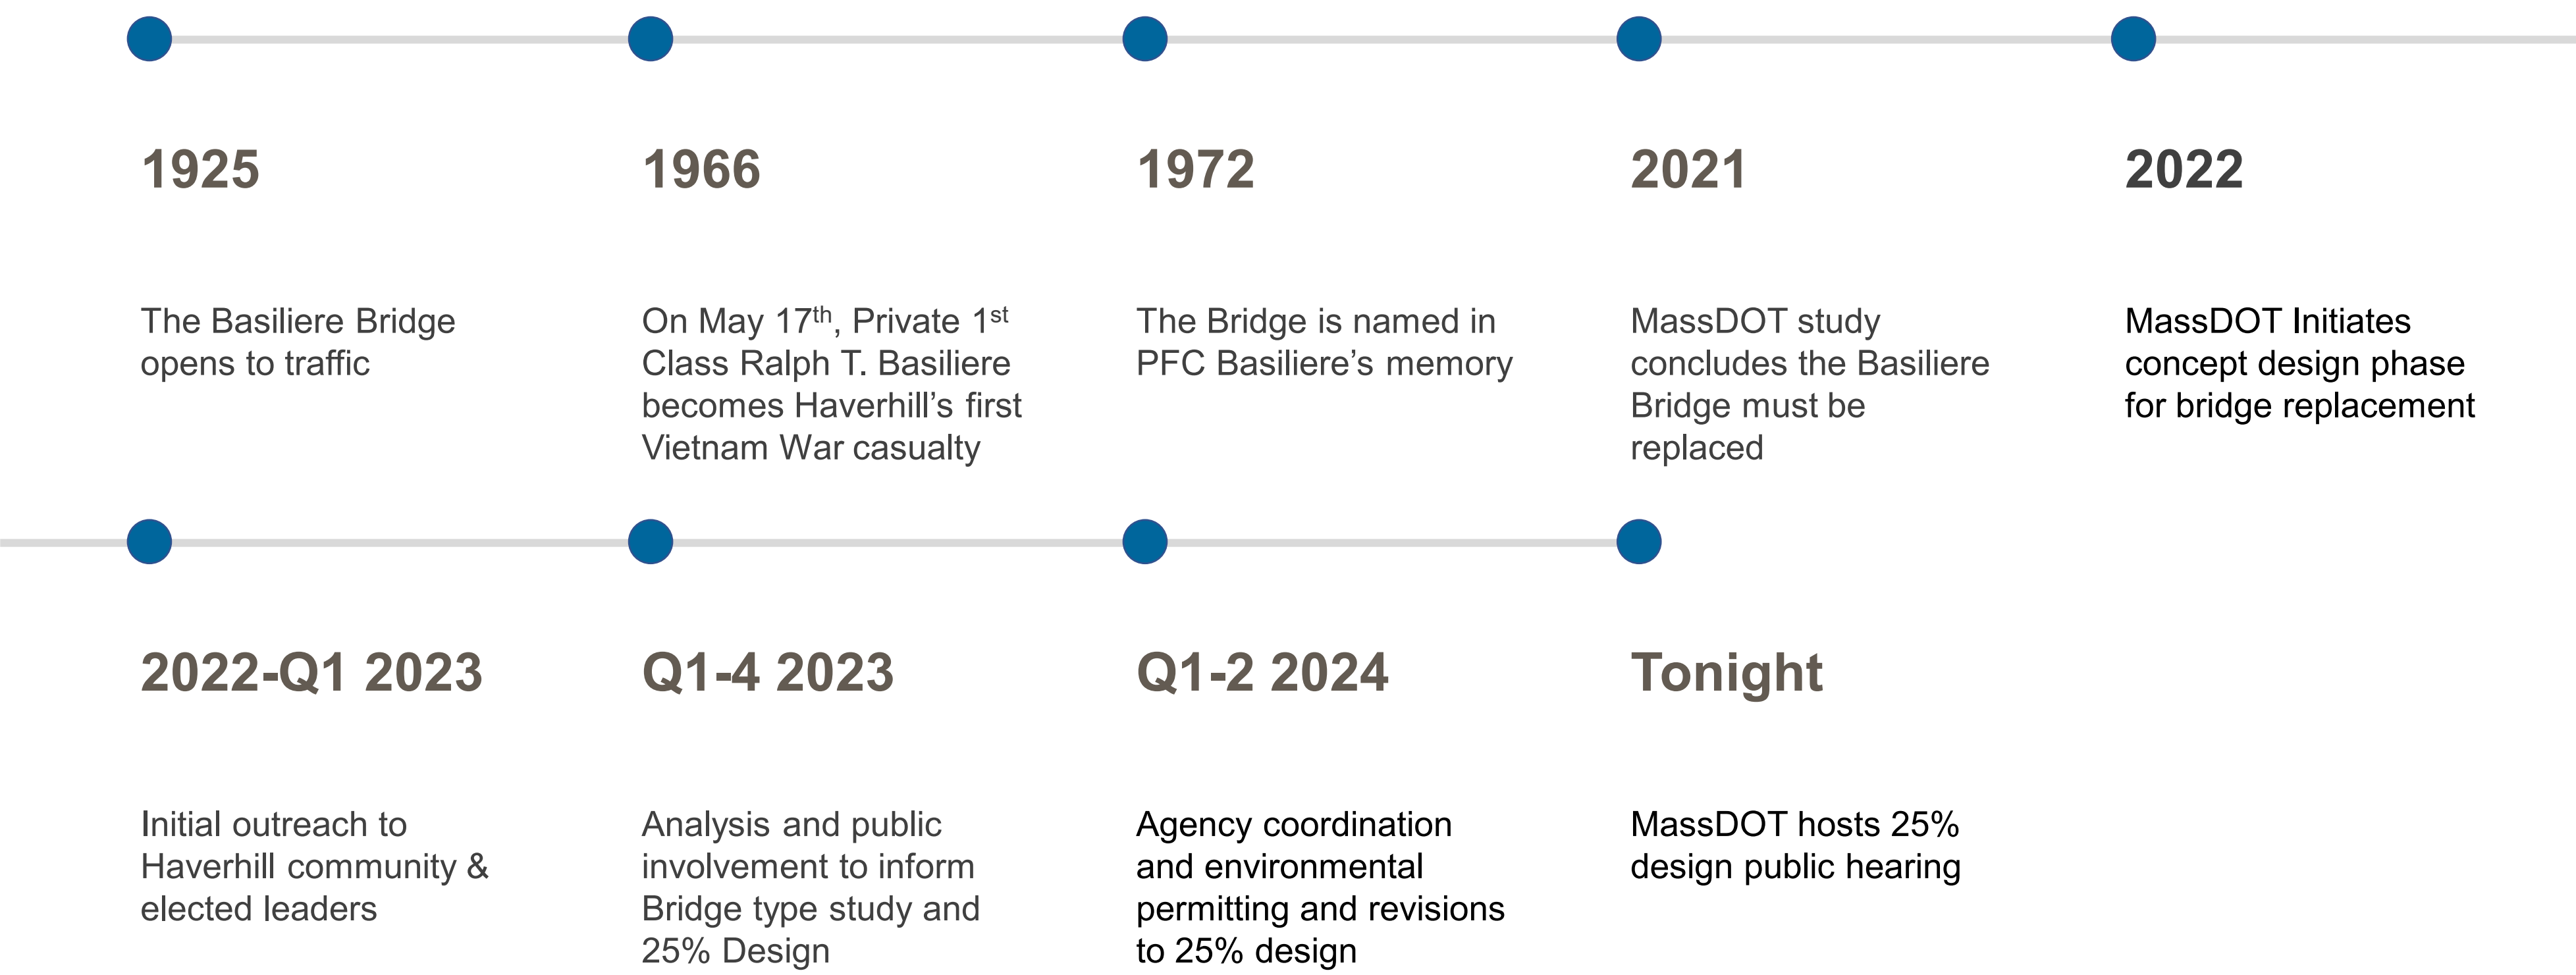 1925
The Basiliere Bridge
opens to traffic
1966
On May 17th, Private 1st
Class Ralph T. Basiliere
becomes Haverhill’s first
Vietnam War casualty
1972
The Bridge is named in
PFC Basiliere’s memory
2021
MassDOT study
concludes the Basiliere
Bridge must be
replaced
2022
MassDOT Initiates
concept design phase
for bridge replacement
2022-Q1 2023
Initial outreach to
Haverhill community &
elected leaders
Q1-4 2023
Analysis and public
involvement to inform
Bridge type study and
25% Design
Q1-2 2024
Agency coordination
and environmental
permitting and revisions
to 25% design
Tonight
MassDOT hosts 25%
design public hearing